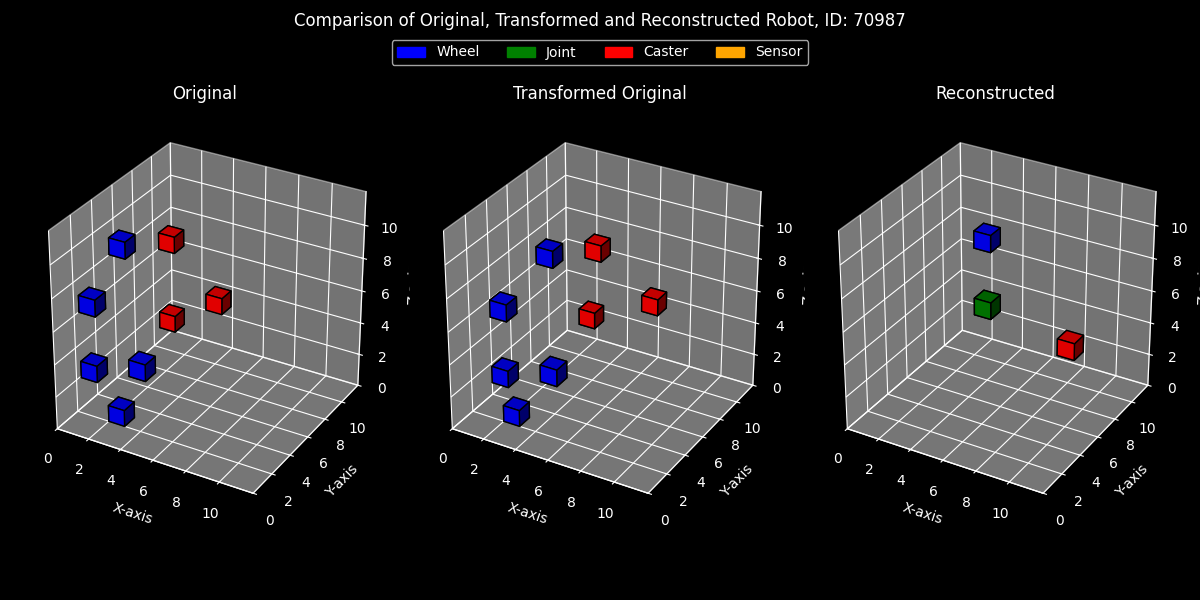 Comparison of Original, Transformed and Reconstructed Robot, ID: 70987
Wheel Joint Caster Sensor
Original Transformed Original Reconstructed
10 10 10
8 8 8
6 6 6
4 4 4
2 2 2
0 0 0
0 2 4 6 8 10 0 2 4 6 8 10 0 2 4 6 8 10
0 2 4 6 8 10 0 2 4 6 8 10 0 2 4 6 8 10
X-axis Y-axis X-axis Y-axis X-axis Y-axis